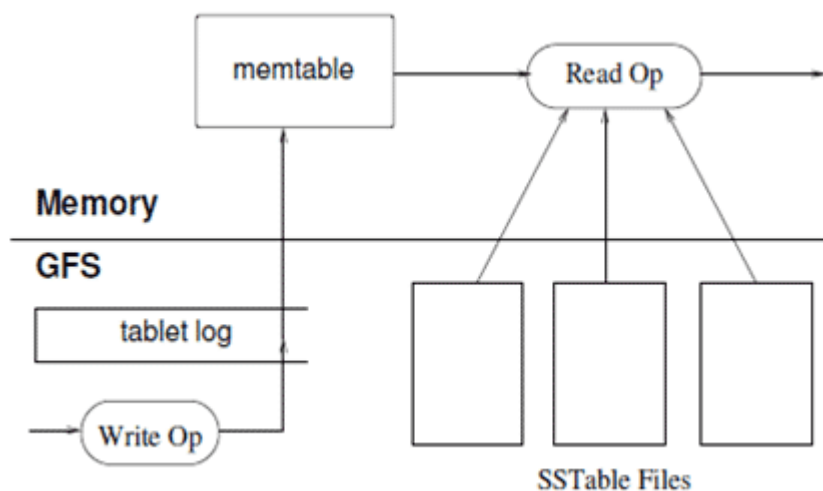 memtable
Read Op
Memory
GFS
tablet log
Write Op
SSTable Files